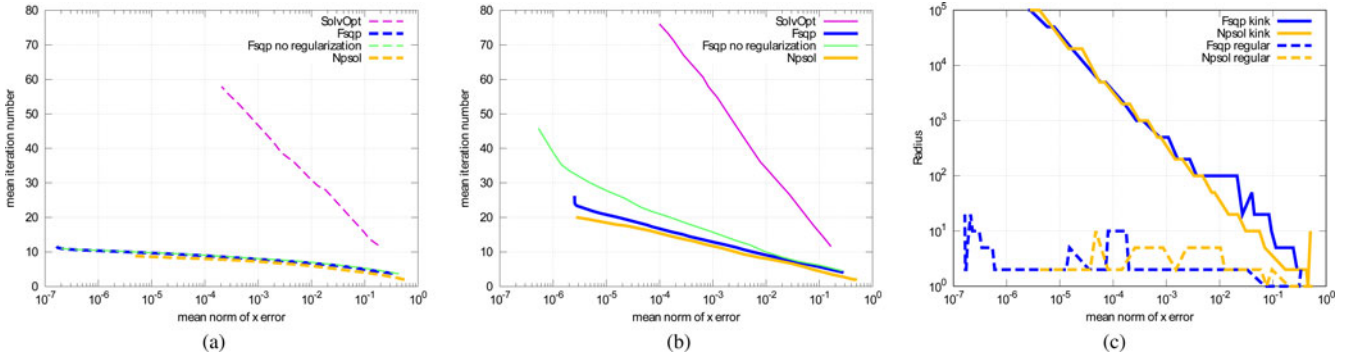 SolvOpt
Fsqp
Fsqp no regularization
Npsol
mean iteration number
80
70
60
50
40
30
20
10
0
10^-7
10^-6
10^-5
10^-4
10^-3
10^-2
10^-1
10^0
mean norm of x error
(a)
SolvOpt
Fsqp
Fsqp no regularization
Npsol
mean iteration number
80
70
60
50
40
30
20
10
0
10^-7
10^-6
10^-5
10^-4
10^-3
10^-2
10^-1
10^0
mean norm of x error
(b)
Fsqp kink
Npsol kink
Fsqp regular
Npsol regular
Radius
10^5
10^4
10^3
10^2
10^1
10^0
10^-7
10^-6
10^-5
10^-4
10^-3
10^-2
10^-1
10^0
mean norm of x error
(c)